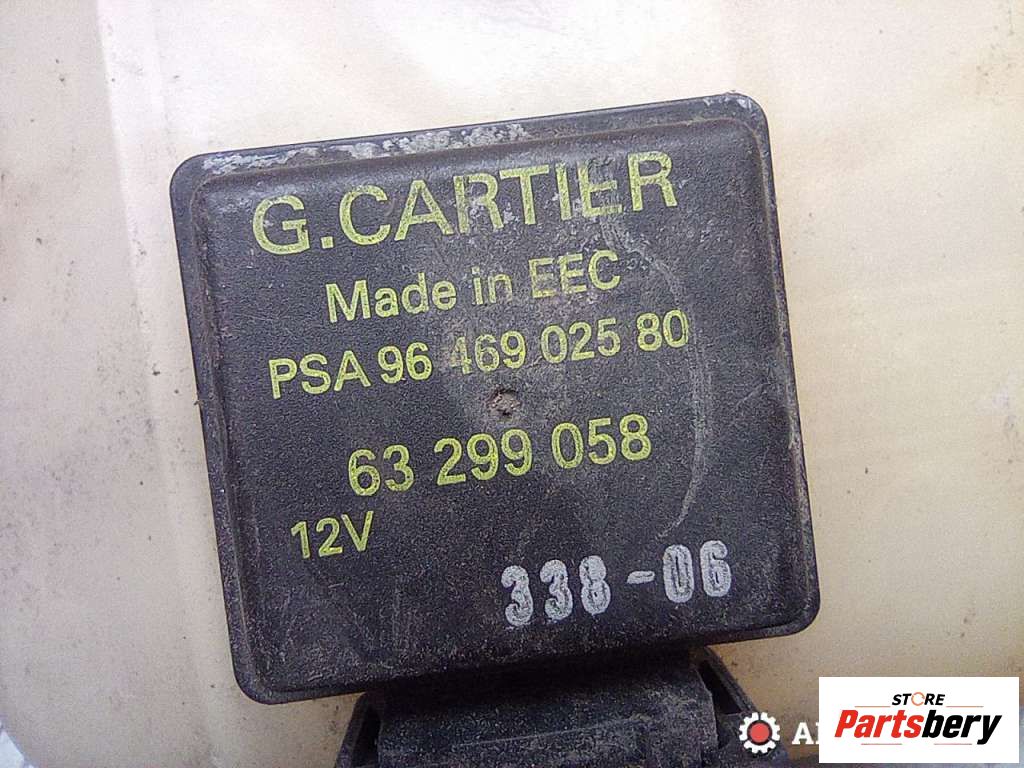 G.CARTIER
Made in EEC
PSA 96 469 025 80
63 299 058
12V
338-06
STORE
Partsbery